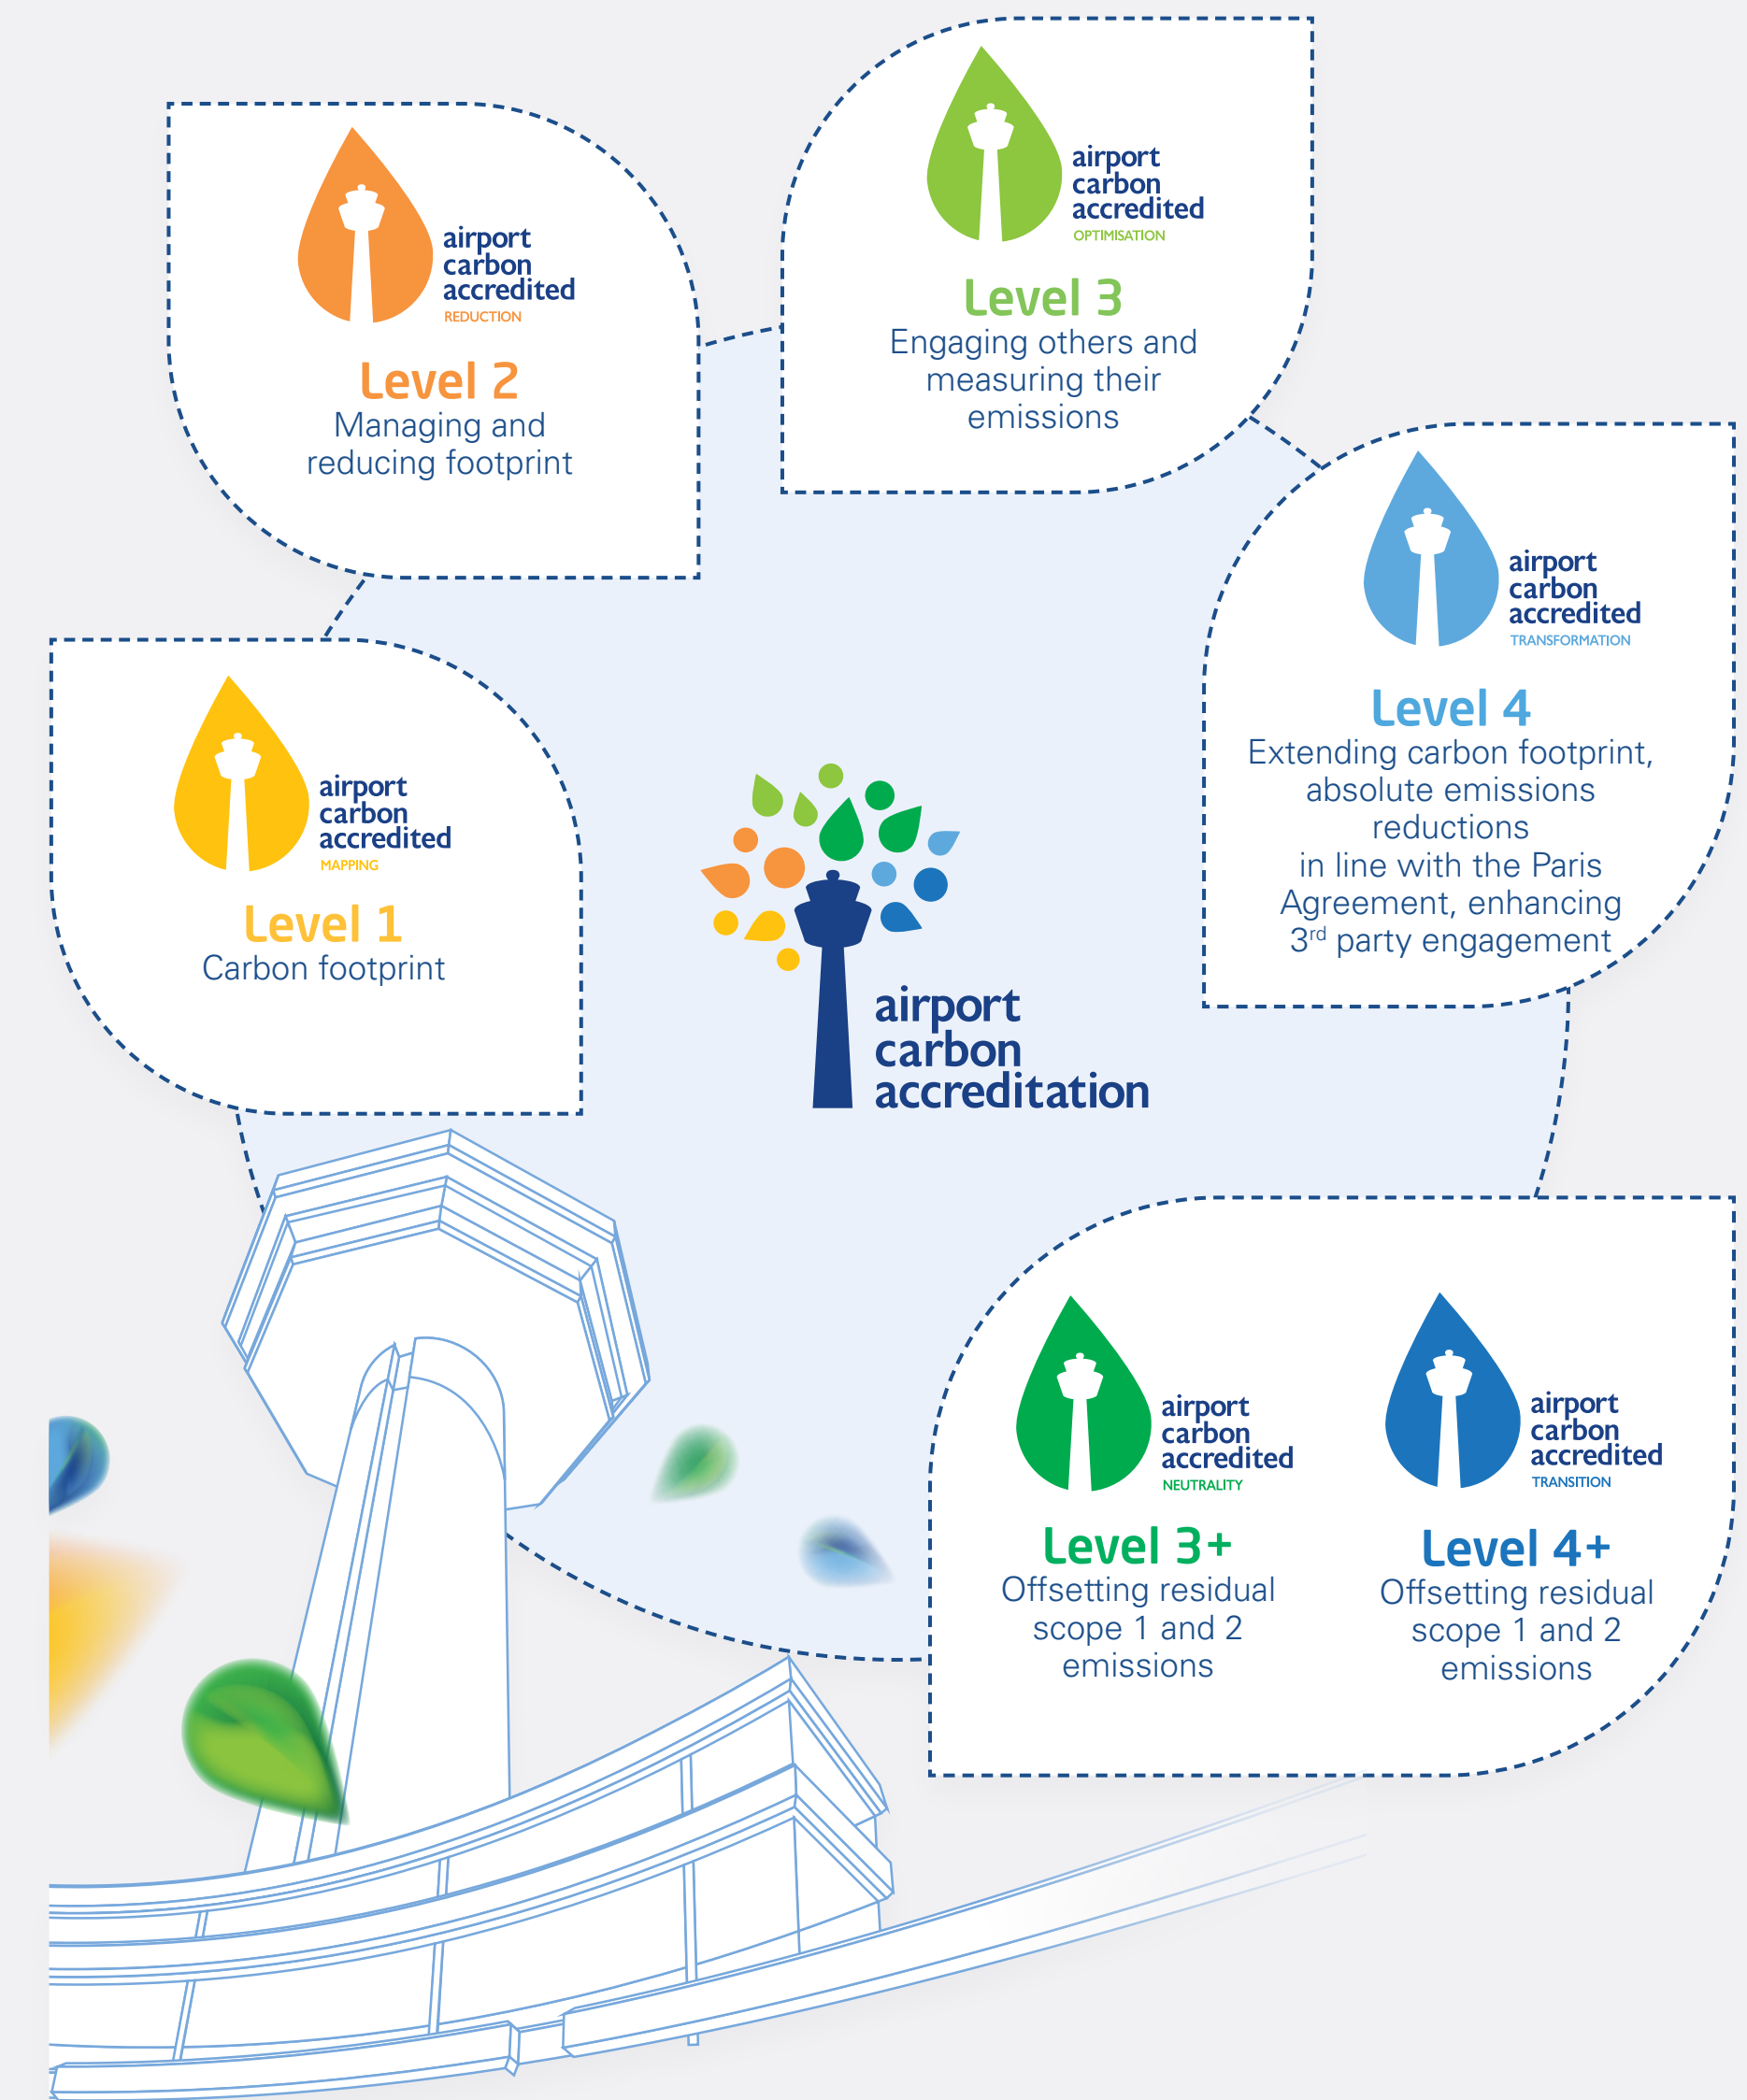 airport
carbon
accredited
REDUCTION
Level 2
Managing and
reducing footprint
airport
carbon
accredited
OPTIMISATION
Level 3
Engaging others and
measuring their
emissions
airport
carbon
accredited
TRANSFORMATION
Level 4
Extending carbon footprint,
absolute emissions
reductions
in line with the Paris
Agreement, enhancing
3rd party engagement
airport
carbon
accredited
MAPPING
Level 1
Carbon footprint
airport
carbon
accreditation
airport
carbon
accredited
NEUTRALITY
Level 3+
Offsetting residual
scope 1 and 2
emissions
airport
carbon
accredited
TRANSITION
Level 4+
Offsetting residual
scope 1 and 2
emissions